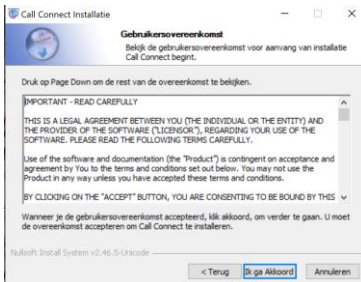 Call Connect Installatie
Gebruikersovereenkomst
Bekijk de gebruikersovereenkomst voor aanvang van installatie
Call Connect begint.
Druk op Page Down om de rest van de overeenkomst te bekijken.
IMPORTANT - READ CAREFULLY
THIS IS A LEGAL AGREEMENT BETWEEN YOU (THE INDIVIDUAL OR THE ENTITY) AND
THE PROVIDER OF THE SOFTWARE ("LICENSOR"), REGARDING YOUR USE OF THE
SOFTWARE. PLEASE READ THE FOLLOWING TERMS CAREFULLY.
Use of the software and documentation (the "Product") is contingent on acceptance and
agreement by You to the terms and conditions set out below. You may not use the
Product in any way unless you have accepted these terms and conditions.
BY CLICKING ON THE "ACCEPT" BUTTON, YOU ARE CONSENTING TO BE BOUND BY THIS
Wanneer je de gebruikersovereenkomst accepteerd, klik akkoord, om verder te gaan. U moet
de overeenkomst accepteren om Call Connect te installeren.
Nullsoft Install System v2.46.5-Unicode
< Terug Ik ga Akkoord Annuleren